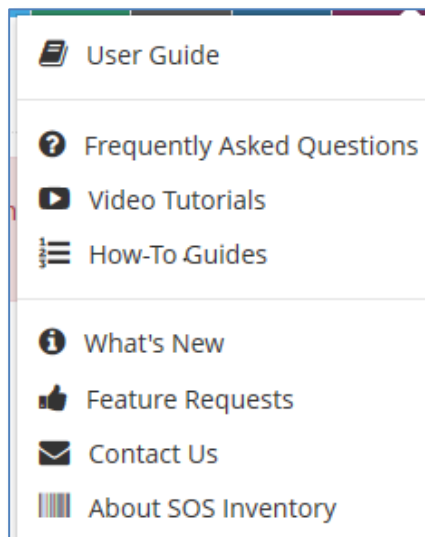 User Guide
Frequently Asked Questions
Video Tutorials
How-To Guides
What's New
Feature Requests
Contact Us
About SOS Inventory